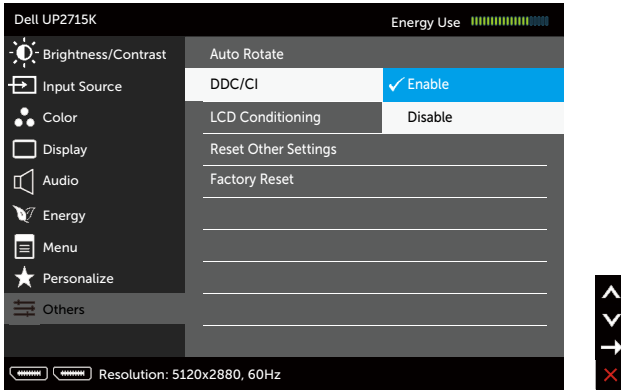 Dell UP2715K
Energy Use
Brightness/Contrast
Auto Rotate
Input Source
DDC/CI
Enable
Color
LCD Conditioning
Disable
Display
Reset Other Settings
Audio
Factory Reset
Energy
Menu
Personalize
Others
Resolution: 5120x2880, 60Hz